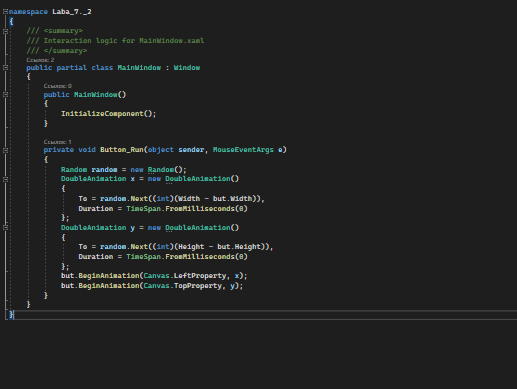 namespace Laba_7._2
{
/// <summary>
/// Interaction logic for MainWindow.xaml
/// </summary>
Ссылок: 2
public partial class MainWindow : Window
{
Ссылок: 0
public MainWindow()
{
InitializeComponent();
}
Ссылок: 1
private void Button_Run(object sender, MouseEventArgs e)
{
Random random = new Random();
DoubleAnimation x = new DoubleAnimation()
{
To = random.Next((int)(Width - but.Width)),
Duration = TimeSpan.FromMilliseconds(0)
};
DoubleAnimation y = new DoubleAnimation()
{
To = random.Next((int)(Height - but.Height)),
Duration = TimeSpan.FromMilliseconds(0)
};
but.BeginAnimation(Canvas.LeftProperty, x);
but.BeginAnimation(Canvas.TopProperty, y);
}
}
}